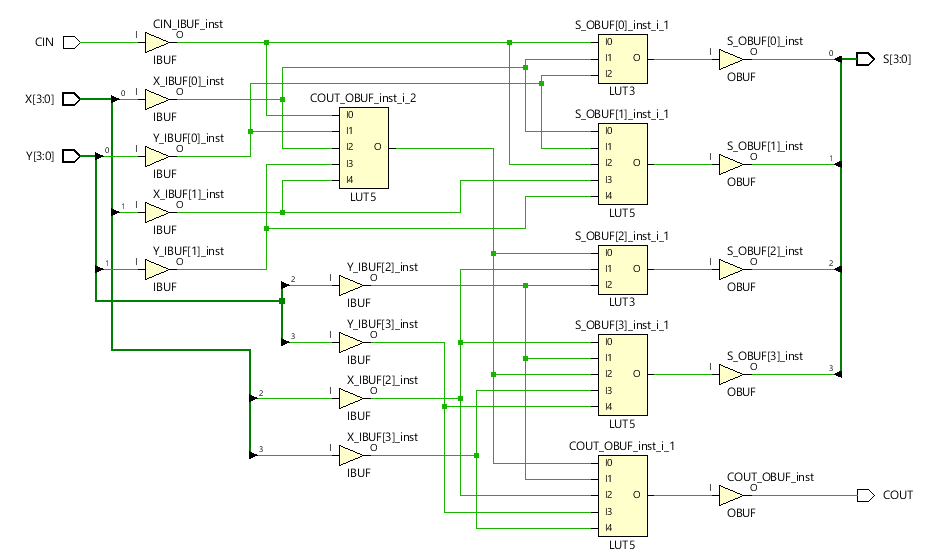 CIN
I
CIN_IBUF_inst
O
IBUF
X[3:0]
0
I
X_IBUF[0]_inst
O
IBUF
Y[3:0]
0
I
Y_IBUF[0]_inst
O
IBUF
1
I
X_IBUF[1]_inst
O
IBUF
1
I
Y_IBUF[1]_inst
O
IBUF
COUT_OBUF_inst_i_2
I0
I1
I2
I3
I4
O
LUT5
2
I
Y_IBUF[2]_inst
O
IBUF
3
I
Y_IBUF[3]_inst
O
IBUF
2
I
X_IBUF[2]_inst
O
IBUF
3
I
X_IBUF[3]_inst
O
IBUF
S_OBUF[0]_inst_i_1
I0
I1
I2
O
LUT3
S_OBUF[1]_inst_i_1
I0
I1
I2
I3
I4
O
LUT5
S_OBUF[2]_inst_i_1
I0
I1
I2
O
LUT3
S_OBUF[3]_inst_i_1
I0
I1
I2
I3
I4
O
LUT5
COUT_OBUF_inst_i_1
I0
I1
I2
I3
I4
O
LUT5
S_OBUF[0]_inst
I
O
OBUF
0
S[3:0]
S_OBUF[1]_inst
I
O
OBUF
1
S_OBUF[2]_inst
I
O
OBUF
2
S_OBUF[3]_inst
I
O
OBUF
3
COUT_OBUF_inst
I
O
OBUF
COUT